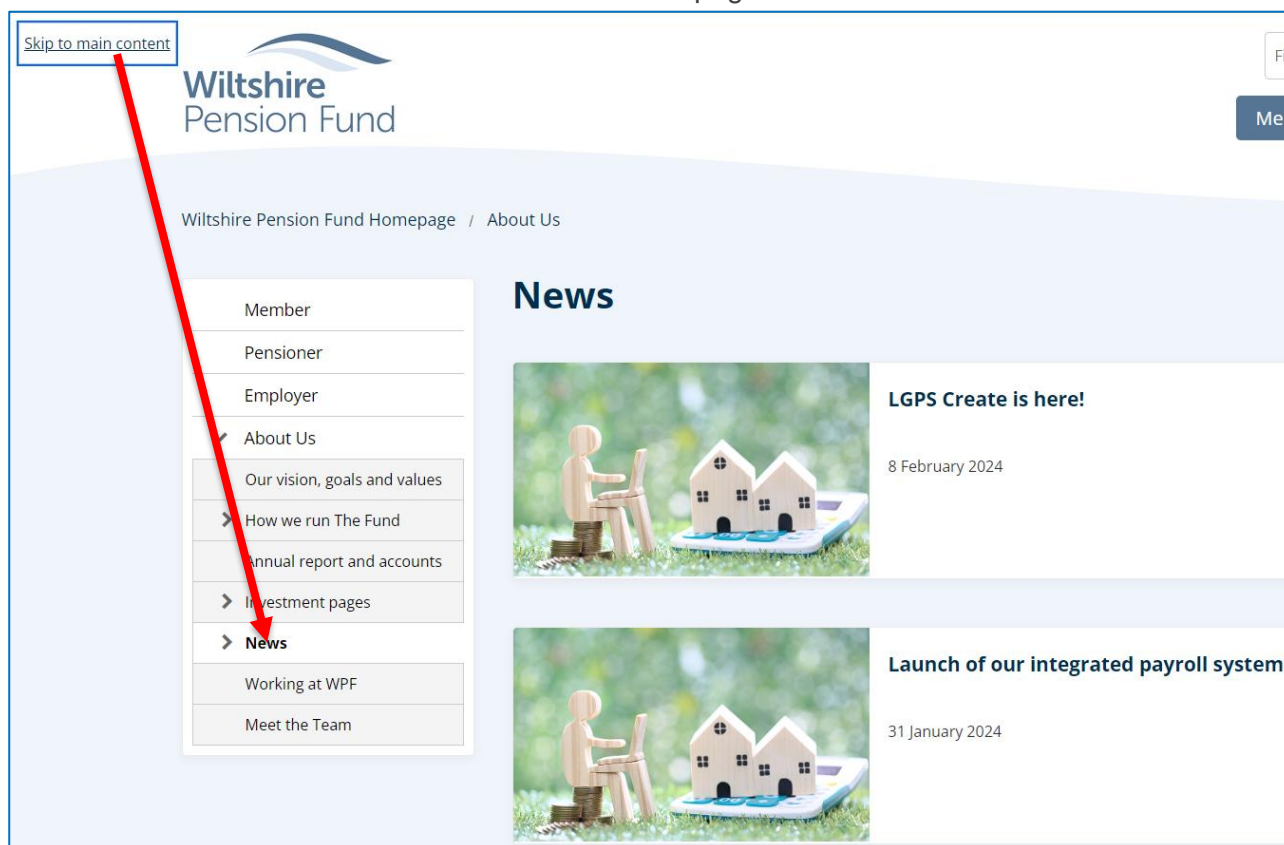 Skip to main content
Wiltshire
Pension Fund
Wiltshire Pension Fund Homepage / About Us
Member
Pensioner
Employer
About Us
Our vision, goals and values
How we run The Fund
Annual report and accounts
Investment pages
News
Working at WPF
Meet the Team
News
LGPS Create is here!
8 February 2024
Launch of our integrated payroll system
31 January 2024